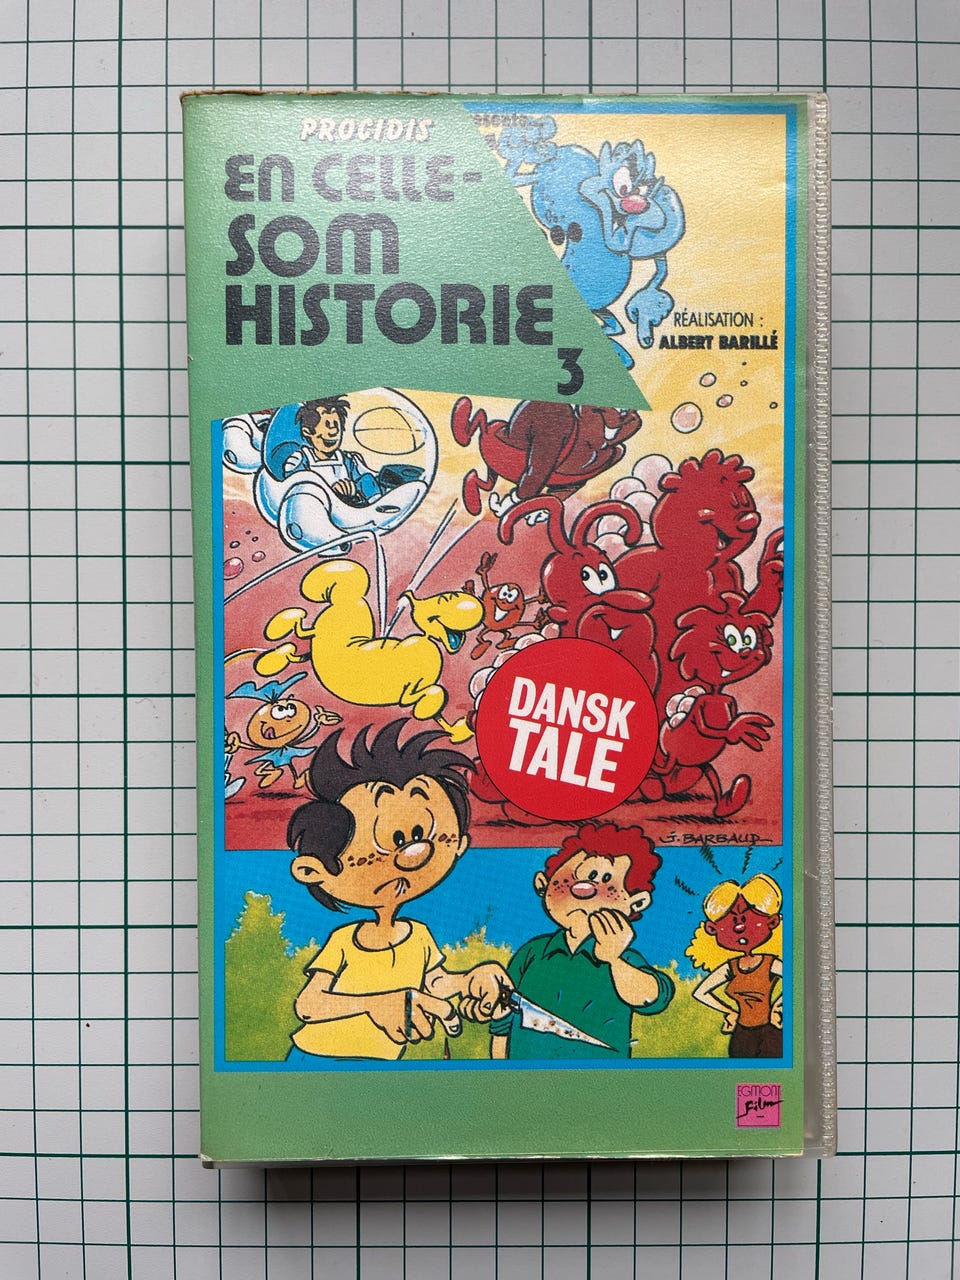 PROCIDIS
EN CELLE-
SOM
HISTORIE
3
RÉALISATION :
ALBERT BARILLÉ
DANSK
TALE
J. BARBAUD
EGMONT
Film